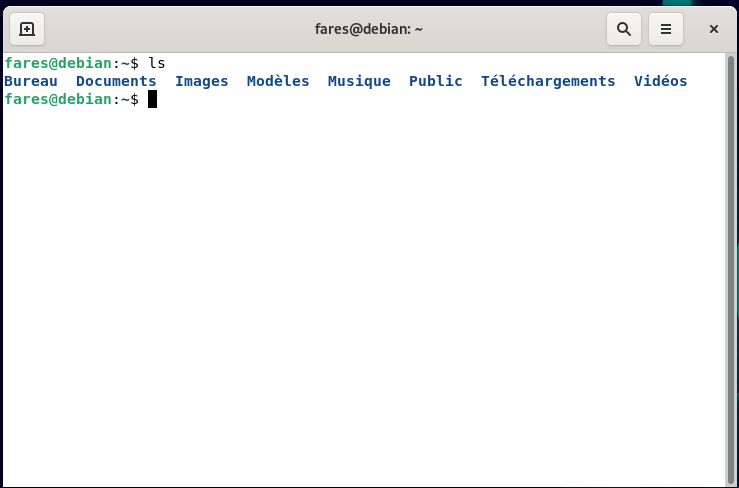 fares@debian: ~
fares@debian:~$ ls
Bureau  Documents  Images  Modèles  Musique  Public  Téléchargements  Vidéos
fares@debian:~$